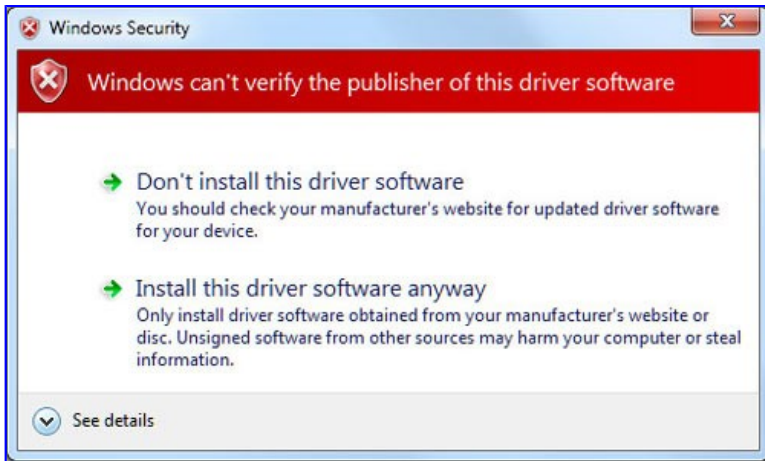 Windows Security
Windows can't verify the publisher of this driver software
Don't install this driver software
You should check your manufacturer's website for updated driver software
for your device.
Install this driver software anyway
Only install driver software obtained from your manufacturer's website or
disc. Unsigned software from other sources may harm your computer or steal
information.
See details